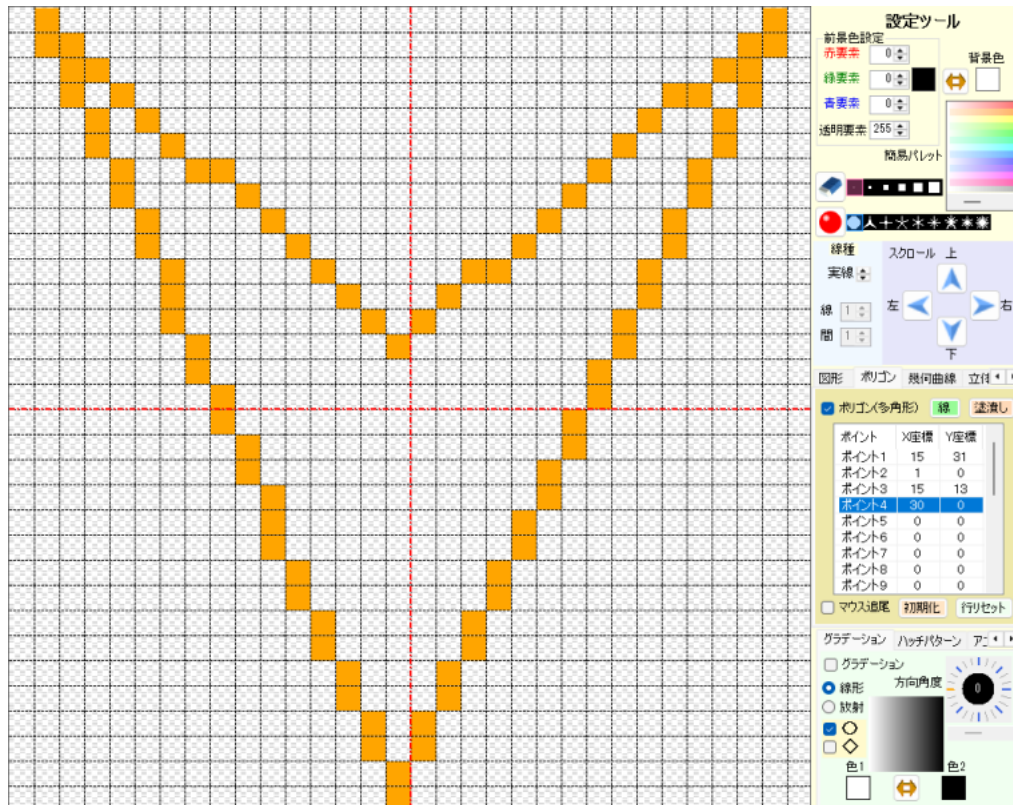 設定ツール
前景色設定
赤要素 0
背景色
緑要素 0
青要素 0
透明要素 255
簡易パレット
線種
スクロール 上
実線
左 右
線 1
間 1
下
図形 ポリゴン 幾何曲線 立体
ポリゴン(多角形) 線 塗潰し
ポイント X座標 Y座標
ポイント1 15 31
ポイント2 1 0
ポイント3 15 13
ポイント4 30 0
ポイント5 0 0
ポイント6 0 0
ポイント7 0 0
ポイント8 0 0
ポイント9 0 0
マウス追尾 初期化 行リセット
グラデーション ハッチパターン
グラデーション
線形 方向角度 0
放射
色1 色2